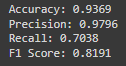 Accuracy: 0.9369
Precision: 0.9796
Recall: 0.7038
F1 Score: 0.8191